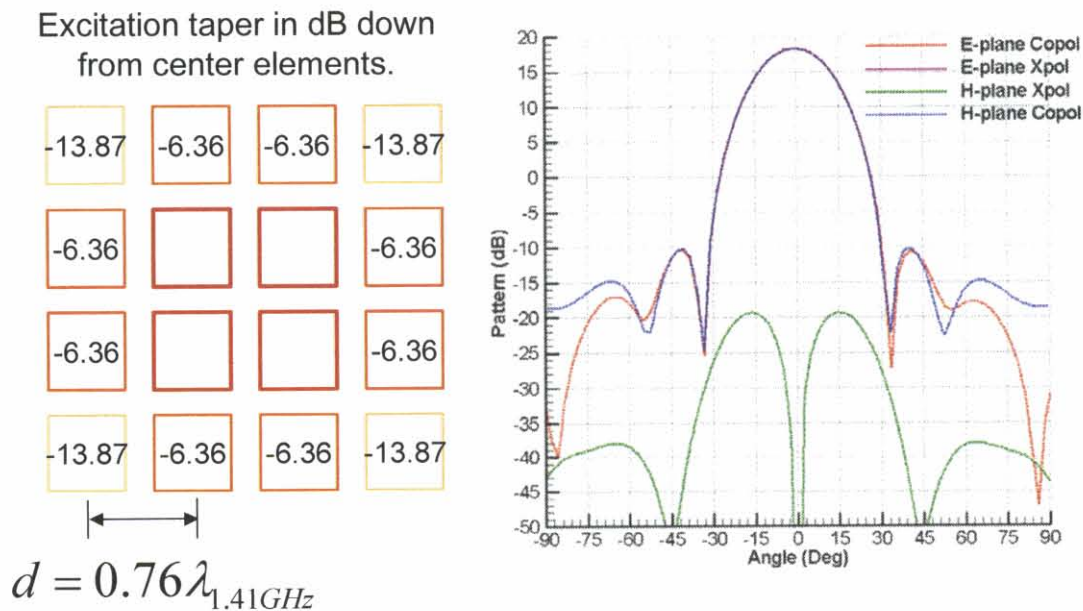 Excitation taper in dB down
from center elements.
-13.87 -6.36 -6.36 -13.87
-6.36 -6.36
-6.36 -6.36
-13.87 -6.36 -6.36 -13.87
d = 0.76λ1.41GHz
E-plane Copol
E-plane Xpol
H-plane Xpol
H-plane Copol
Pattern (dB)
20
15
10
5
0
-5
-10
-15
-20
-25
-30
-35
-40
-45
-50
-90 -75 -60 -45 -30 -15 0 15 30 45 60 75 90
Angle (Deg)